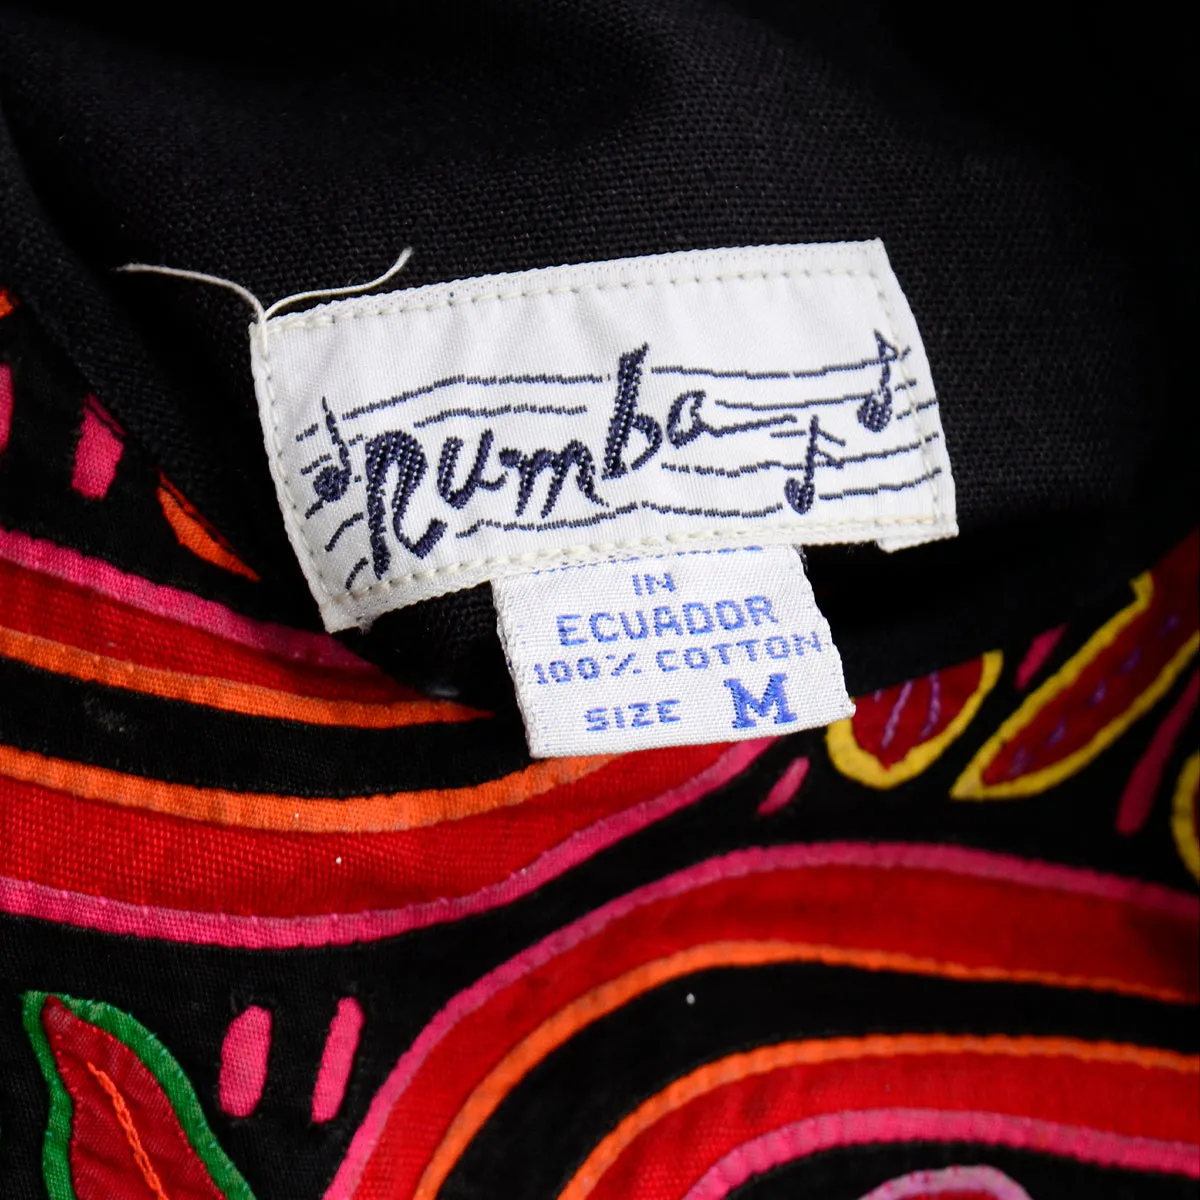 Rumba
IN
ECUADOR
100% COTTON
SIZE M